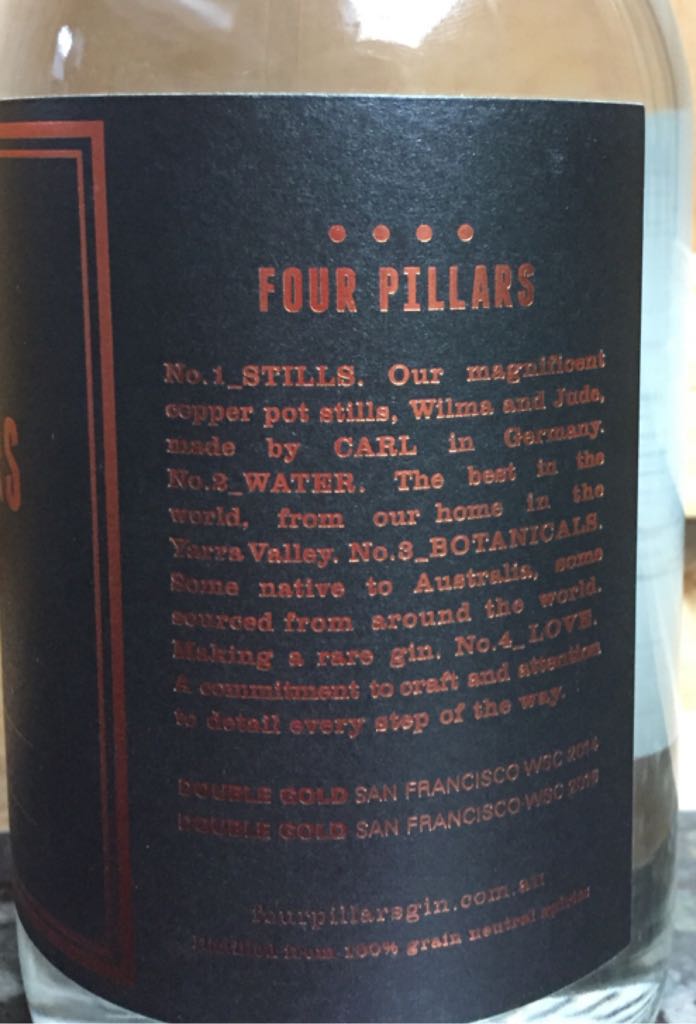 S
FOUR PILLARS
No.1_STILLS. Our magnificent
copper pot stills, Wilma and Jude,
made by CARL in Germany.
No.2_WATER. The best in the
world, from our home in the
Yarra Valley. No.3_BOTANICALS.
Some native to Australia, some
sourced from around the world.
Making a rare gin. No.4_LOVE.
A commitment to craft and attention
to detail every step of the way.
DOUBLE GOLD SAN FRANCISCO WSC 2014
DOUBLE GOLD SAN FRANCISCO WSC
fourpillarsgin.com.au
Distilled from 100% grain neutral spirits